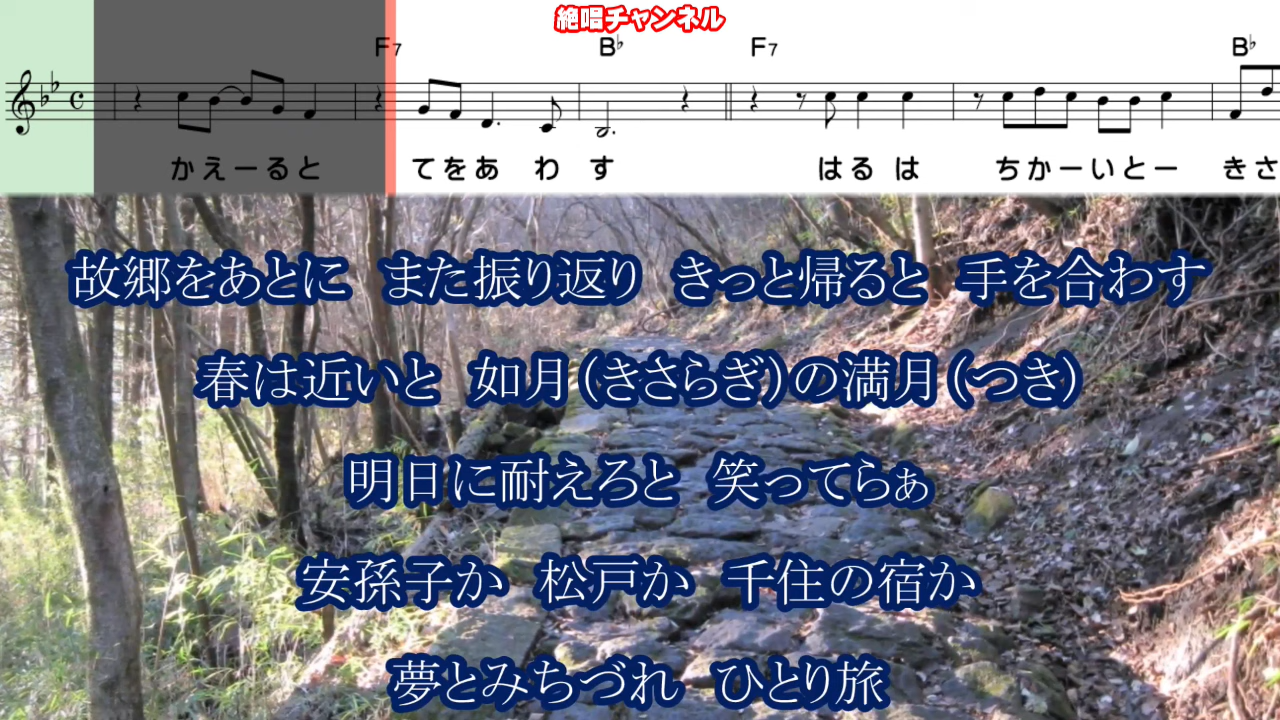 絶唱チャンネル
F7 B♭ F7 B♭
かえーると てをあ わ す はる は ちかーいとー きさ
故郷をあとに また振り返り きっと帰ると 手を合わす
春は近いと 如月(きさらぎ)の満月(つき)
明日に耐えろと 笑ってらぁ
安孫子か 松戸か 千住の宿か
夢とみちづれ ひとり旅